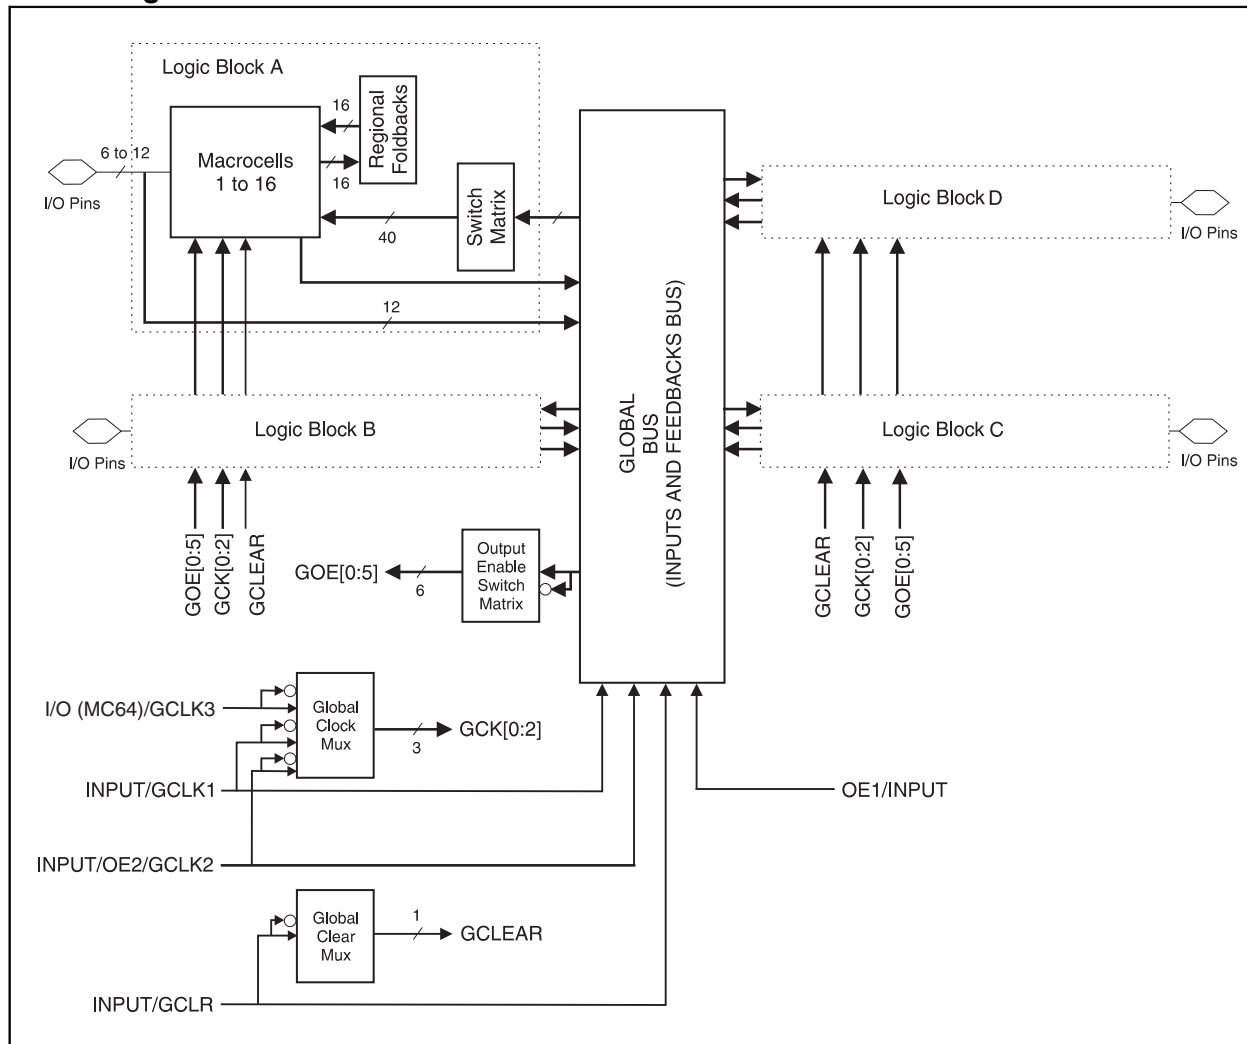 Logic Block A
16
Regional
Foldbacks
6 to 12
Macrocells
1 to 16
16
I/O Pins
40
Switch
Matrix
12
Logic Block D
I/O Pins
GLOBAL
BUS
(INPUTS AND FEEDBACKS BUS)
Logic Block B
I/O Pins
Logic Block C
I/O Pins
GOE[0:5]
GCK[0:2]
GCLEAR
GCLEAR
GCK[0:2]
GOE[0:5]
GOE[0:5]
6
Output
Enable
Switch
Matrix
I/O (MC64)/GCLK3
Global
Clock
Mux
3
GCK[0:2]
INPUT/GCLK1
OE1/INPUT
INPUT/OE2/GCLK2
Global
Clear
Mux
1
GCLEAR
INPUT/GCLR